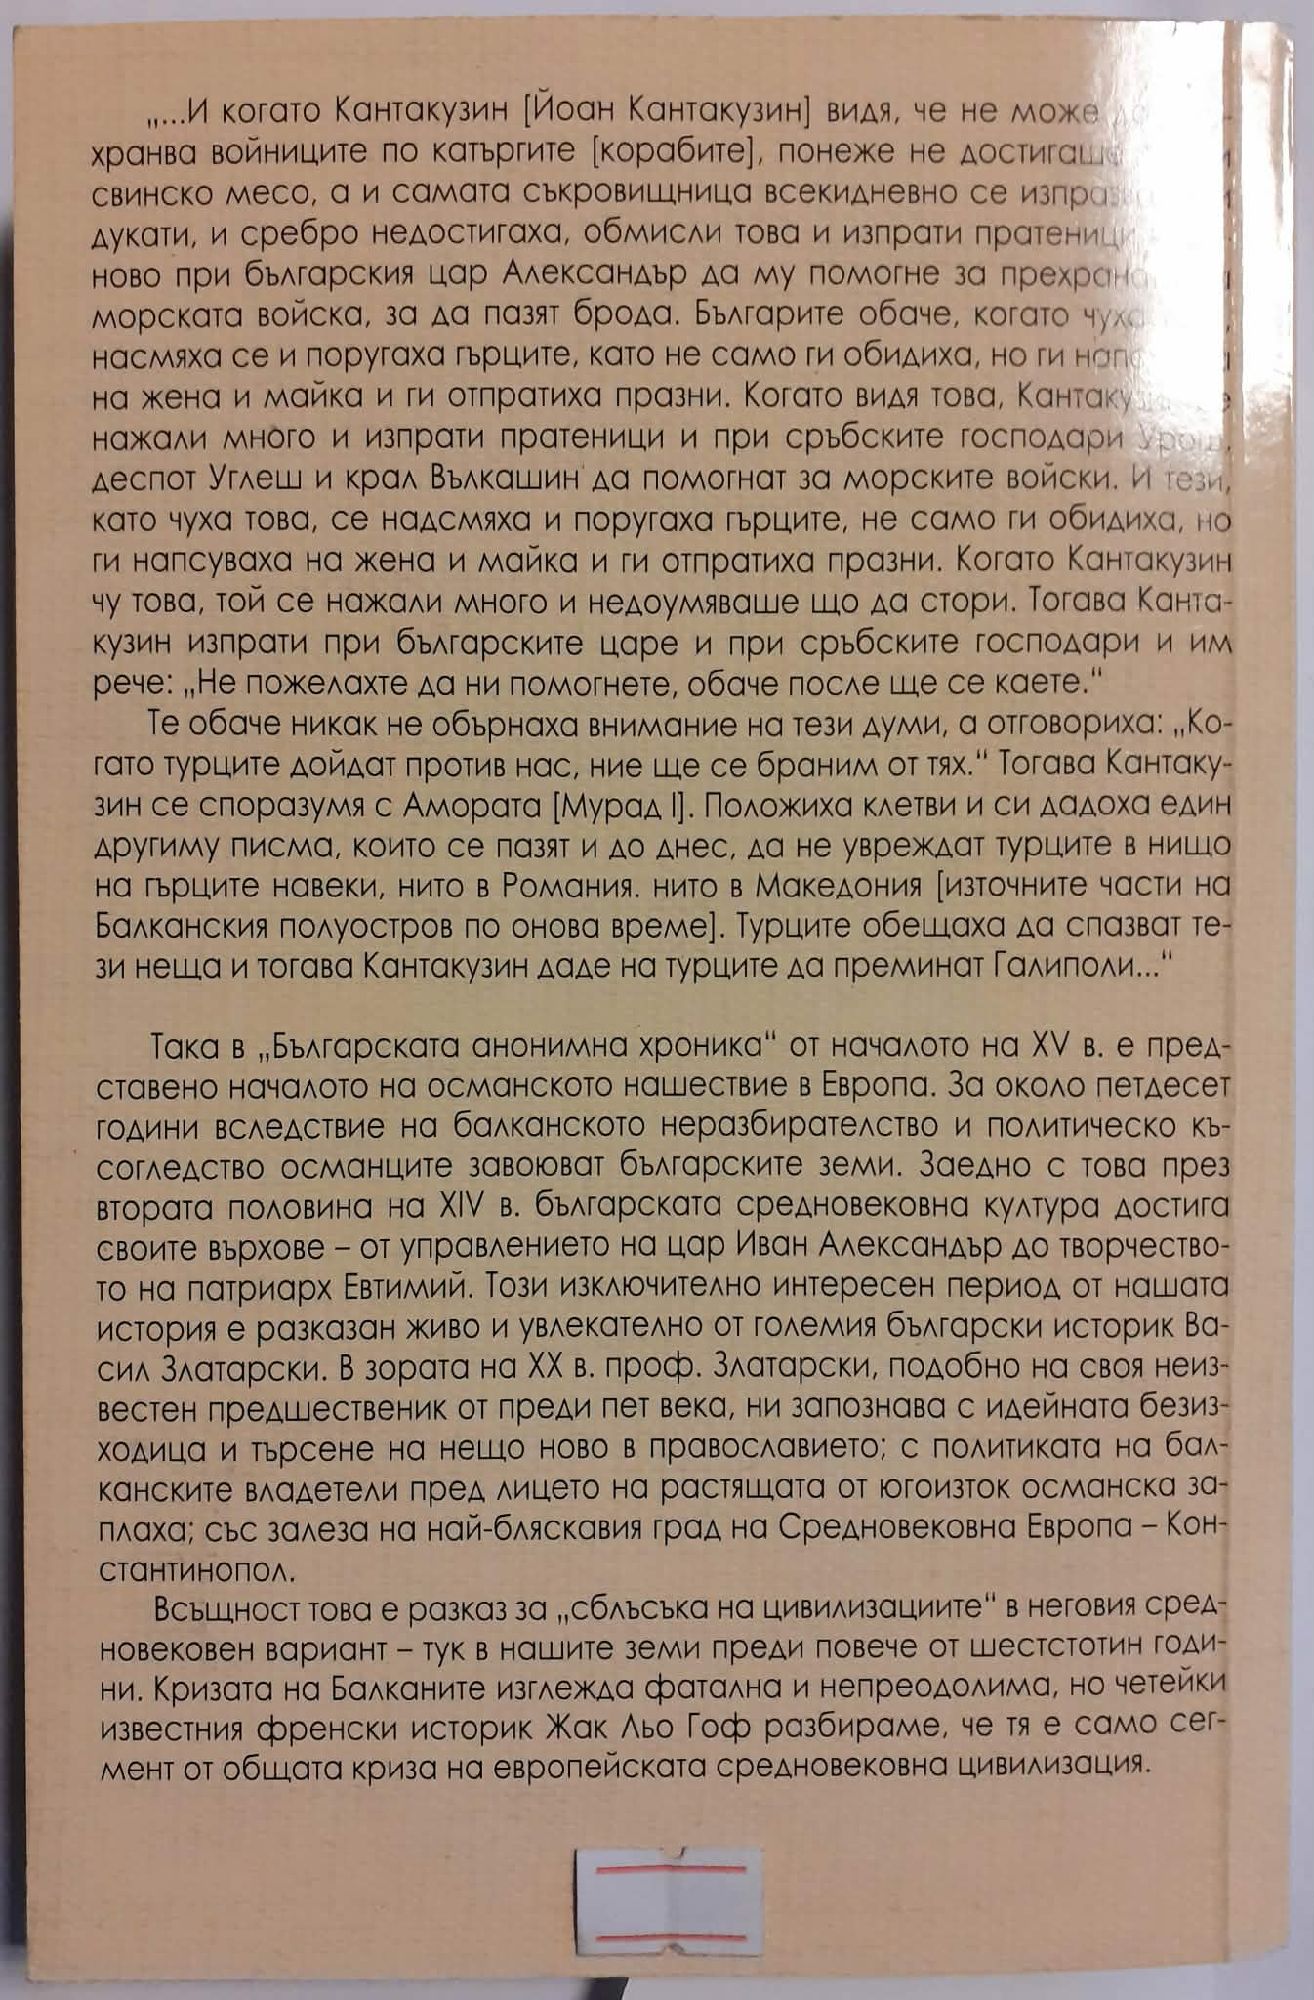 „...И когато Кантакузин [Йоан Кантакузин] видя, че не може
хранва войниците по катъргите [корабите], понеже не
свинско месо, а и самата съкровищница всекидневно се
дукати, и сребро недостигаха, обмисли това и изпрати пратеници
ново при българския цар Александър да му помогне за
морската войска, за да пазят брода. Българите обаче, когато
насмяха се и поругаха гърците, като не само ги обидиха, но ги
на жена и майка и ги отпратиха празни. Когато видя това,
нажали много и изпрати пратеници и при сръбските господари Урош,
деспот Углеш и крал Вълкашин да помогнат за морските войски. И тези,
като чуха това, се надсмяха и поругаха гърците, не само ги обидиха, но
ги напсуваха на жена и майка и ги отпратиха празни. Когато Кантакузин
чу това, той се нажали много и недоумяваше що да стори. Тогава Канта-
кузин изпрати при българските царе и при сръбските господари и им
рече: „Не пожелахте да ни помогнете, обаче после ще се каете."
Те обаче никак не обърнаха внимание на тези думи, а отговориха: „Ко-
гато турците дойдат против нас, ние ще се браним от тях." Тогава Кантаку-
зин се споразумя с Амората [Мурад I]. Положиха клетви и си дадоха един
другиму писма, които се пазят и до днес, да не увреждат турците в нищо
на гърците навеки, нито в Романия. нито в Македония [източните части на
Балканския полуостров по онова време]. Турците обещаха да спазват те-
зи неща и тогава Кантакузин даде на турците да преминат Галиполи..."
Така в „Българската анонимна хроника" от началото на XV в. е пред-
ставено началото на османското нашествие в Европа. За около петдесет
години вследствие на балканското неразбирателство и политическо къ-
согледство османците завоюват българските земи. Заедно с това през
втората половина на XIV в. българската средновековна култура достига
своите върхове – от управлението на цар Иван Александър до творчество-
то на патриарх Евтимий. Този изключително интересен период от нашата
история е разказан живо и увлекателно от големия български историк Ва-
сил Златарски. В зората на XX в. проф. Златарски, подобно на своя неиз-
вестен предшественик от преди пет века, ни запознава с идейната безиз-
ходица и търсене на нещо ново в православието; с политиката на бал-
канските владетели пред лицето на растящата от югоизток османска за-
плаха; със залеза на най-бляскавия град на Средновековна Европа – Кон-
стантинопол.
Всъщност това е разказ за „сблъсъка на цивилизациите" в неговия сред-
новековен вариант – тук в нашите земи преди повече от шестстотин годи-
ни. Кризата на Балканите изглежда фатална и непреодолима, но четейки
известния френски историк Жак Льо Гоф разбираме, че тя е само сег-
мент от общата криза на европейската средновековна цивилизация.